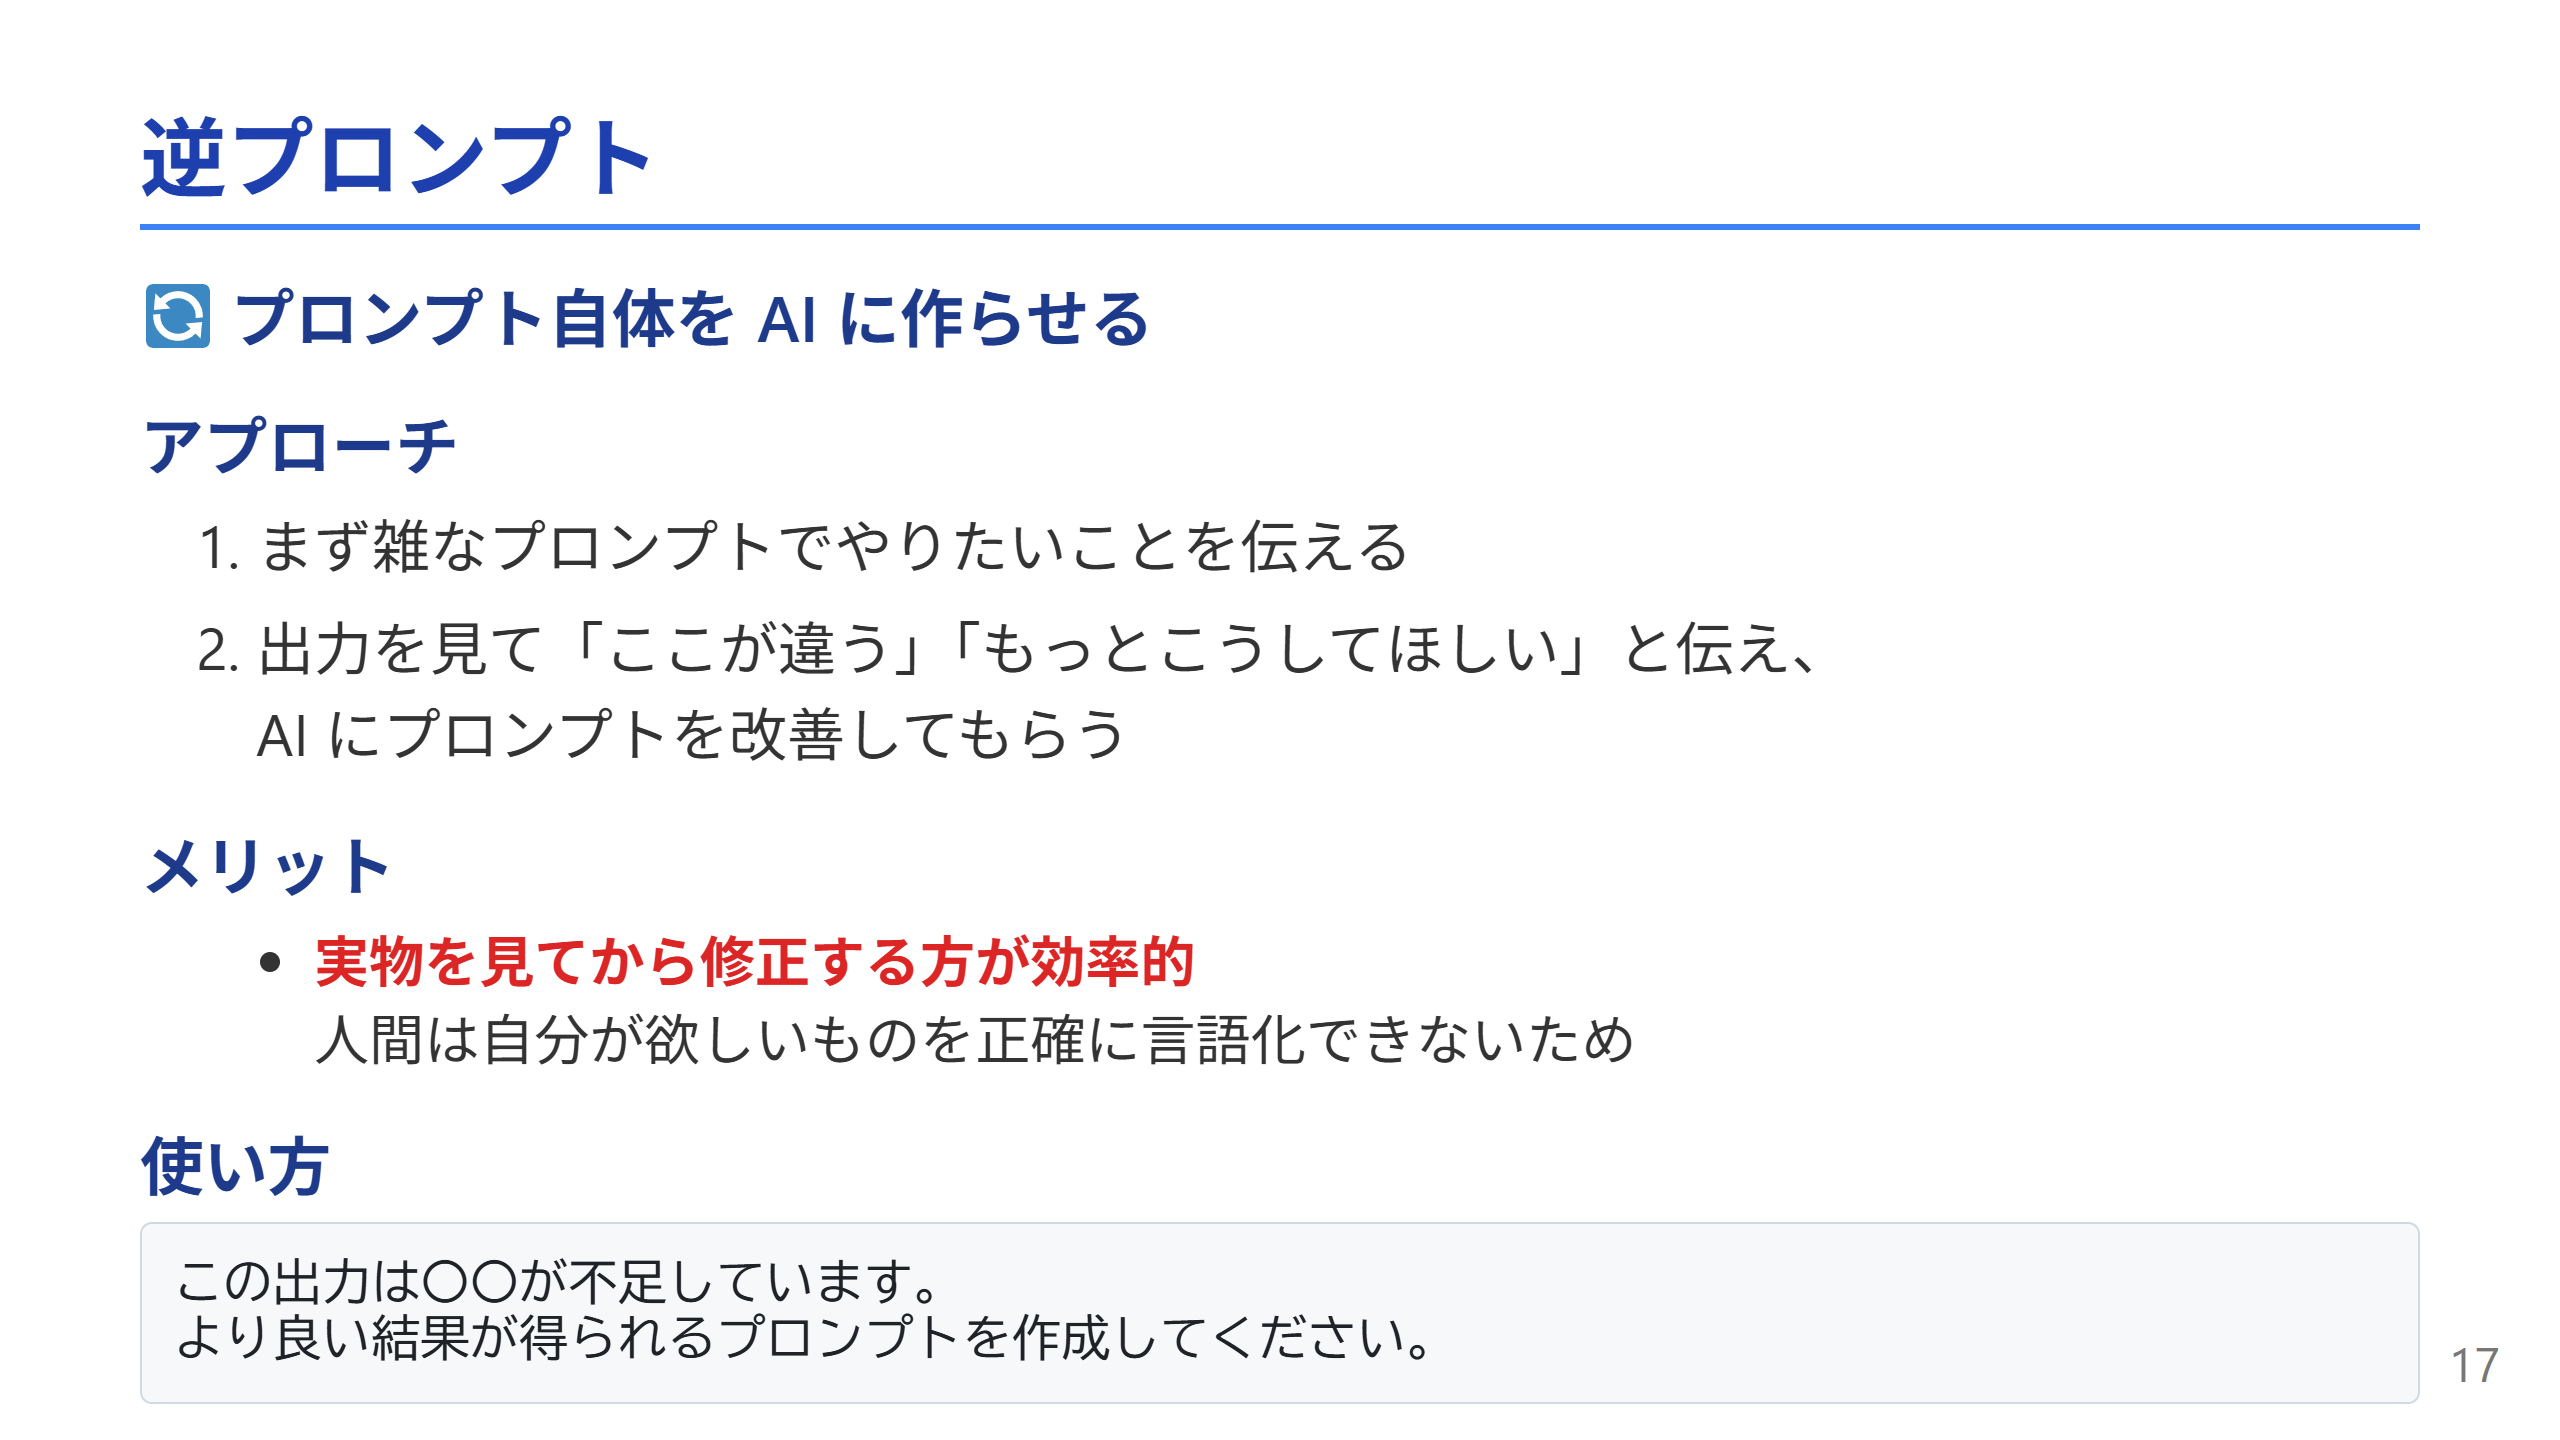 逆プロンプト
🔄 プロンプト自体を AI に作らせる
アプローチ
1. まず雑なプロンプトでやりたいことを伝える
2. 出力を見て「ここが違う」「もっとこうしてほしい」と伝え、
AI にプロンプトを改善してもらう
メリット
• 実物を見てから修正する方が効率的
人間は自分が欲しいものを正確に言語化できないため
使い方
この出力は〇〇が不足しています。
より良い結果が得られるプロンプトを作成してください。
17